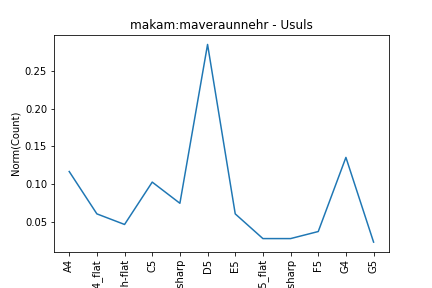 makam:maveraunnehr - Usuls
Norm(Count)
0.25
0.20
0.15
0.10
0.05
A4
4_flat
h-flat
C5
sharp
D5
E5
5_flat
sharp
F5
G4
G5